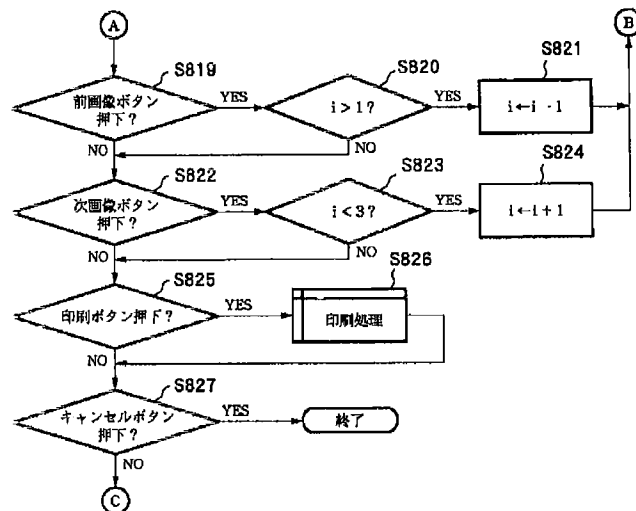 A
B
S819
前画像ボタン
押下？
YES
NO
S820
i＞1？
YES
NO
S821
i←i - 1
S822
次画像ボタン
押下？
YES
NO
S823
i＜3？
YES
NO
S824
i←i + 1
S825
印刷ボタン押下？
YES
NO
S826
印刷処理
S827
キャンセルボタン
押下？
YES
NO
終了
C